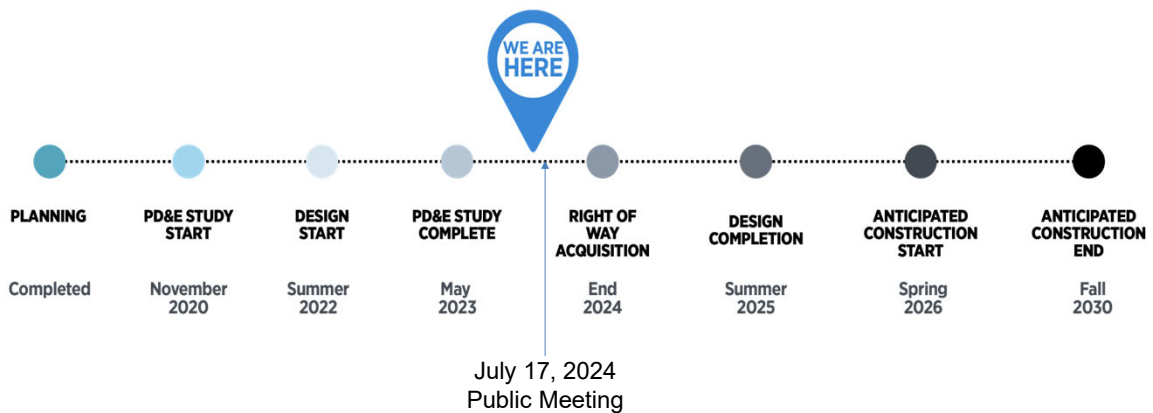 WE ARE
HERE
PLANNING
Completed
PD&E STUDY
START
November
2020
DESIGN
START
Summer
2022
PD&E STUDY
COMPLETE
May
2023
RIGHT OF
WAY
ACQUISITION
End
2024
DESIGN
COMPLETION
Summer
2025
ANTICIPATED
CONSTRUCTION
START
Spring
2026
ANTICIPATED
CONSTRUCTION
END
Fall
2030
July 17, 2024
Public Meeting